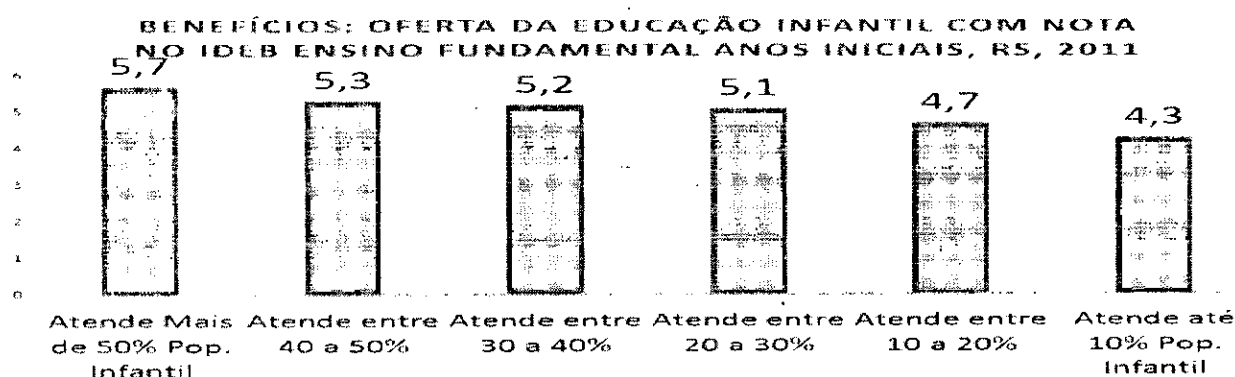 BENEFÍCIOS: OFERTA DA EDUCAÇÃO INFANTIL COM NOTA
NO IDEB ENSINO FUNDAMENTAL ANOS INICIAIS, RS, 2011
5,7
5,3
5,2
5,1
4,7
4,3
6
5
4
3
2
1
0
Atende Mais
de 50% Pop.
Infantil
Atende entre
40 a 50%
Atende entre
30 a 40%
Atende entre
20 a 30%
Atende entre
10 a 20%
Atende até
10% Pop.
Infantil